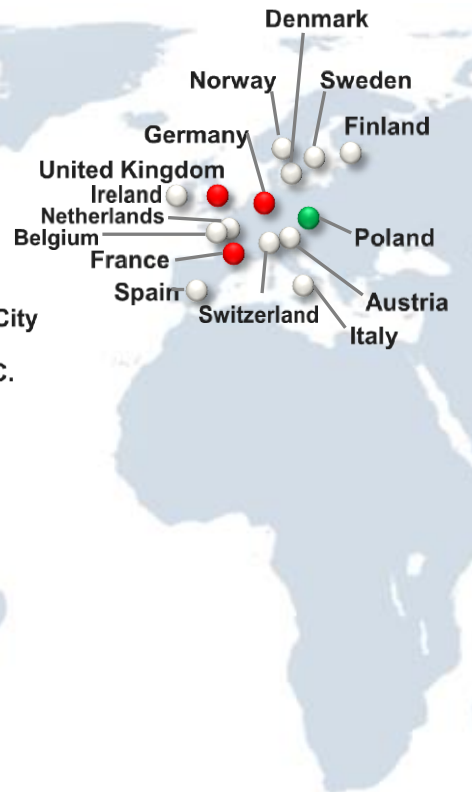 Denmark
Norway
Sweden
Germany
Finland
United Kingdom
Ireland
Netherlands
Belgium
Poland
France
Spain
Austria
Switzerland
City
Italy
C.